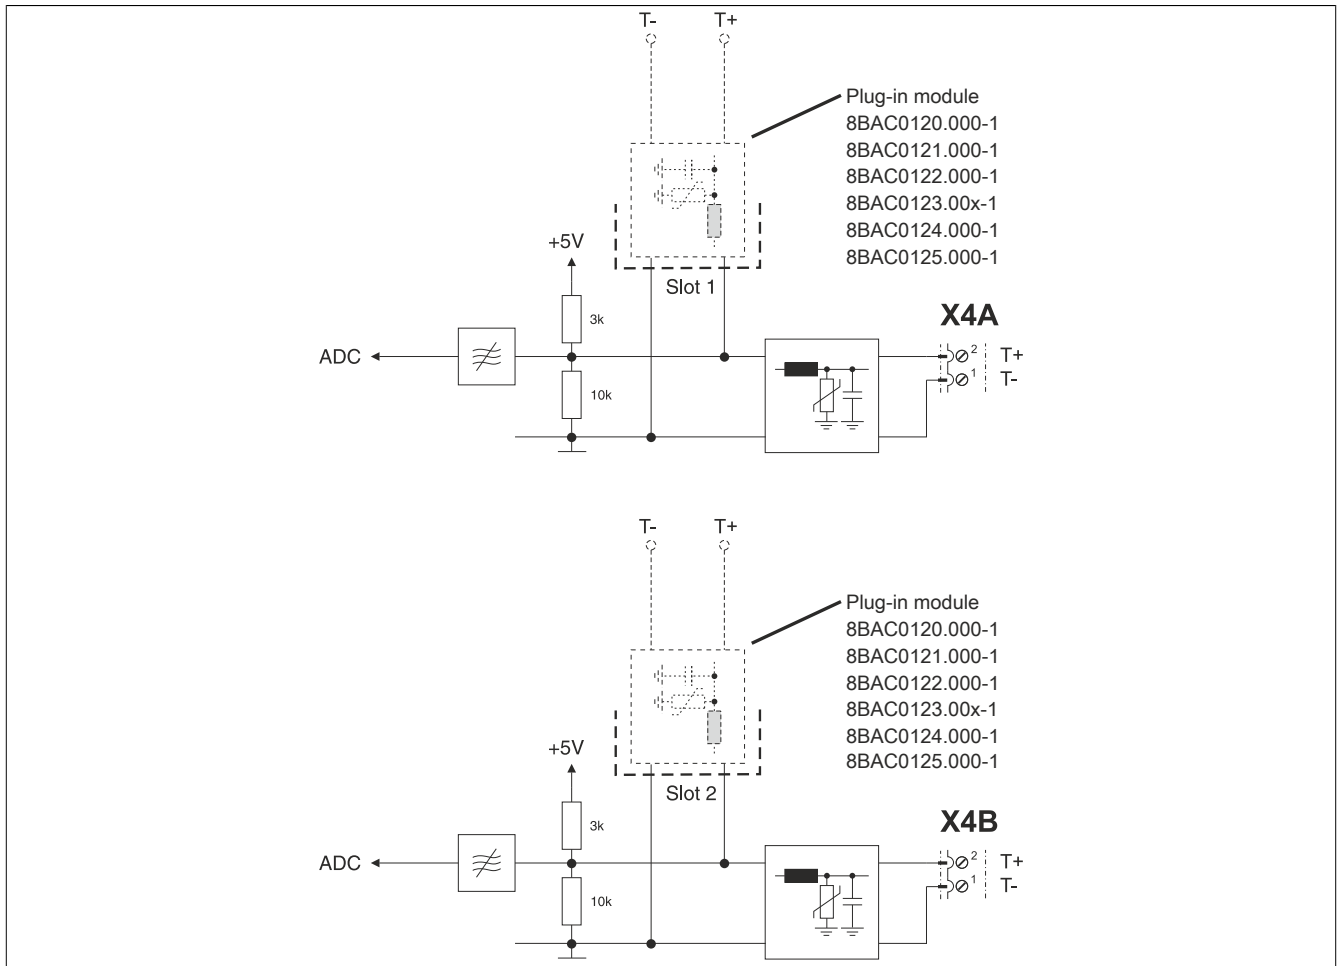 T- T+
Plug-in module
8BAC0120.000-1
8BAC0121.000-1
8BAC0122.000-1
8BAC0123.00x-1
8BAC0124.000-1
8BAC0125.000-1
+5V
Slot 1
3k
X4A
ADC
2 T+
1 T-
10k
T- T+
Plug-in module
8BAC0120.000-1
8BAC0121.000-1
8BAC0122.000-1
8BAC0123.00x-1
8BAC0124.000-1
8BAC0125.000-1
+5V
Slot 2
3k
X4B
ADC
2 T+
1 T-
10k